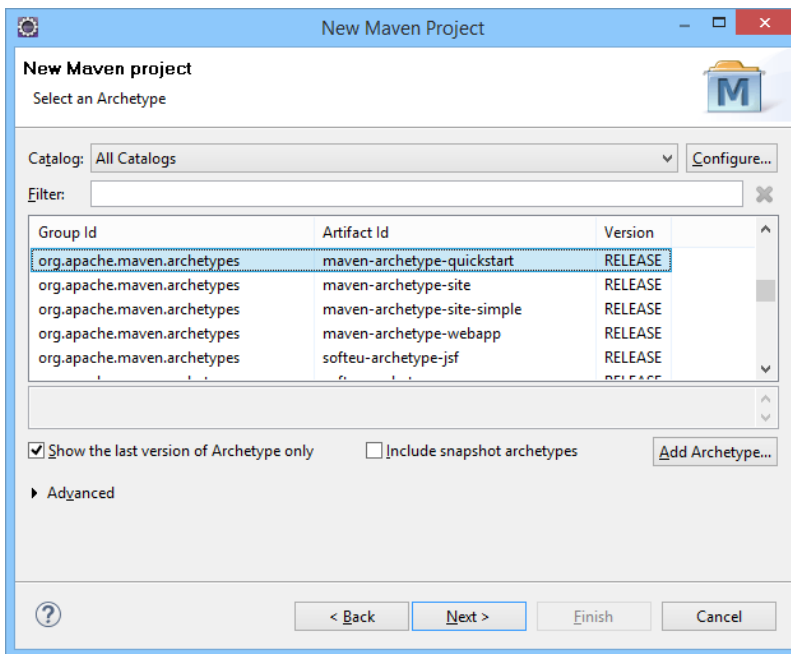 New Maven Project
New Maven project
Select an Archetype
M
Catalog: All Catalogs Configure...
Filter:
Group Id Artifact Id Version
org.apache.maven.archetypes maven-archetype-quickstart RELEASE
org.apache.maven.archetypes maven-archetype-site RELEASE
org.apache.maven.archetypes maven-archetype-site-simple RELEASE
org.apache.maven.archetypes maven-archetype-webapp RELEASE
org.apache.maven.archetypes softeu-archetype-jsf RELEASE
Show the last version of Archetype only Include snapshot archetypes Add Archetype...
Advanced
? < Back Next > Finish Cancel